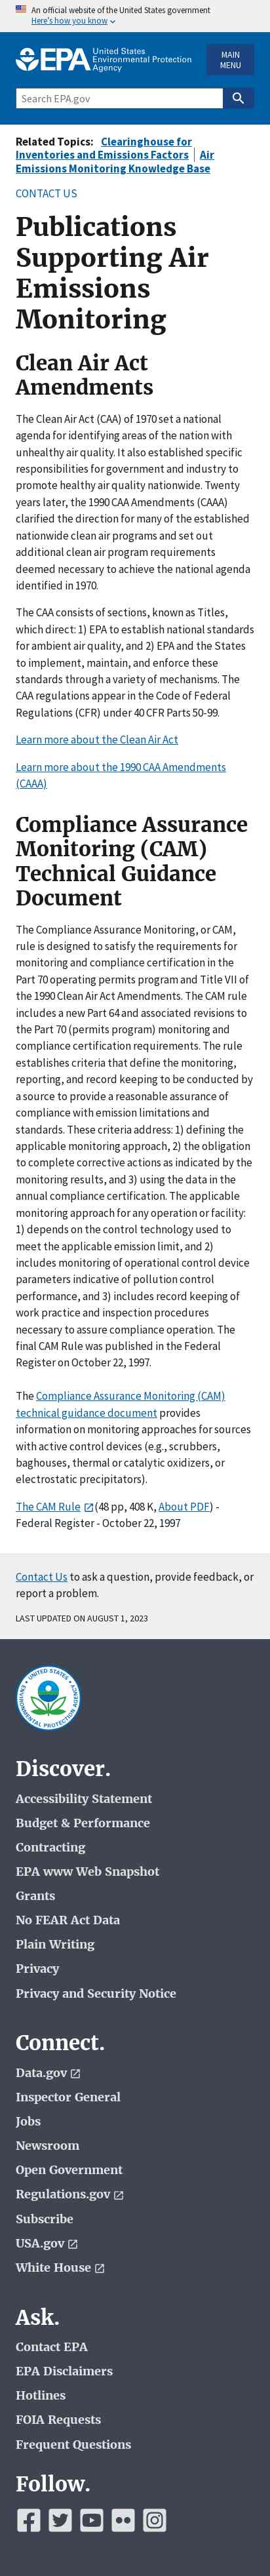 An official website of the United States government
Here's how you know
EPA United States
Environmental Protection
Agency
MAIN
MENU
Search EPA.gov
Related Topics: Clearinghouse for
Inventories and Emissions Factors | Air
Emissions Monitoring Knowledge Base
CONTACT US
Publications
Supporting Air
Emissions
Monitoring
Clean Air Act
Amendments
The Clean Air Act (CAA) of 1970 set a national
agenda of identifying areas of the nation with
unhealthy air quality. It also established specific
programs and goals to reduce air pollution and
promote healthy air quality nationwide. Twenty
years later, the 1990 CAA Amendments (CAAA)
clarified the direction for many of the established
nationwide clean air programs and set out
additional clean air program requirements
deemed necessary to achieve the national agenda
identified in 1970.
The CAA consists of sections, known as Titles,
which direct: 1) EPA to establish national standards
for ambient air quality, and 2) EPA and the States
to implement, maintain, and enforce these
standards through a variety of mechanisms. The
CAA regulations appear in the Code of Federal
Regulations (CFR) under 40 CFR Parts 50-99.
Learn more about the Clean Air Act
Learn more about the 1990 CAA Amendments
(CAAA)
Compliance Assurance
Monitoring (CAM)
Technical Guidance
Document
The Compliance Assurance Monitoring, or CAM,
rule is designed to satisfy the requirements for
monitoring and compliance certification in the
Part 70 operating permits program and Title VII of
the 1990 Clean Air Act Amendments. The CAM rule
includes a new Part 64 and associated revisions to
the Part 70 (permits program) monitoring and
compliance certification requirements. The rule
establishes criteria that define the monitoring,
reporting, and record keeping to be conducted by
a source to provide a reasonable assurance of
compliance with emission limitations and
standards. These criteria address: 1) defining the
applicable monitoring approach, 2) the obligation
to complete corrective actions as indicated by the
monitoring results, and 3) using the data in the
annual compliance certification. The monitoring
approach for any operation or facility:
1) depends on the control technology used to
meet the applicable emission limit, and 2)
includes monitoring of control device
parameters indicative of pollution control
performance, and 3) includes record keeping of
work practice and inspection procedures
necessary to assure compliance operation. The
final CAM Rule was published in the Federal
Register on October 22, 1997.
The Compliance Assurance Monitoring (CAM)
technical guidance document provides
information on monitoring approaches for sources
with active control devices (e.g., scrubbers,
baghouses, thermal or catalytic oxidizers, or
electrostatic precipitators).
The CAM Rule (48 pp, 408 K, About PDF) -
Federal Register - October 22, 1997
Contact Us to ask a question, provide feedback, or
report a problem.
LAST UPDATED ON AUGUST 1, 2023
UNITED STATES
ENVIRONMENTAL PROTECTION AGENCY
Discover.
Accessibility Statement
Budget & Performance
Contracting
EPA www Web Snapshot
Grants
No FEAR Act Data
Plain Writing
Privacy
Privacy and Security Notice
Connect.
Data.gov
Inspector General
Jobs
Newsroom
Open Government
Regulations.gov
Subscribe
USA.gov
White House
Ask.
Contact EPA
EPA Disclaimers
Hotlines
FOIA Requests
Frequent Questions
Follow.